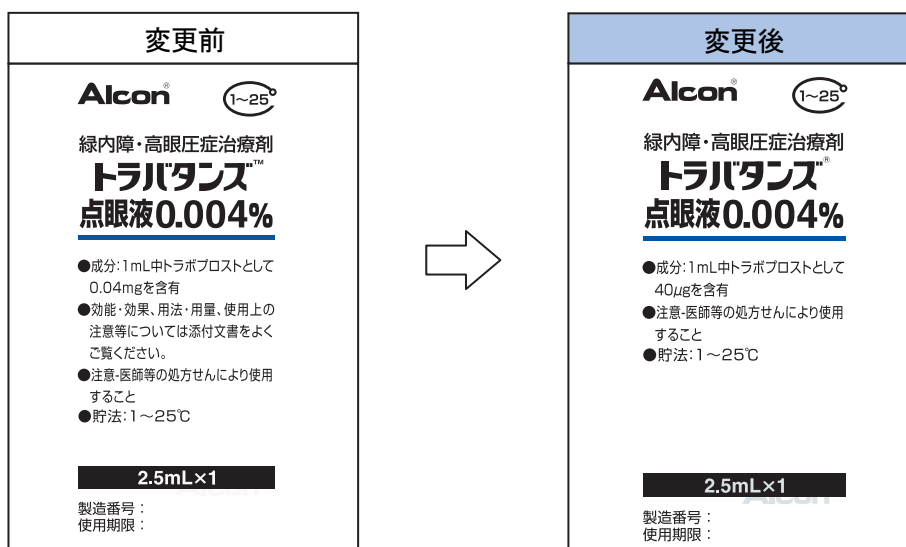 変更前
Alcon®
1~25°
緑内障・高眼圧症治療剤
トラバタンズ™
点眼液0.004%
●成分:1mL中トラボプロストとして
0.04mgを含有
●効能・効果、用法・用量、使用上の
注意等については添付文書をよく
ご覧ください。
●注意-医師等の処方せんにより使用
すること
●貯法:1~25℃
2.5mL×1
製造番号:
使用期限:
変更後
Alcon®
1~25°
緑内障・高眼圧症治療剤
トラバタンズ®
点眼液0.004%
●成分:1mL中トラボプロストとして
40μgを含有
●注意-医師等の処方せんにより使用
すること
●貯法:1~25℃
2.5mL×1
Alcon
製造番号:
使用期限: